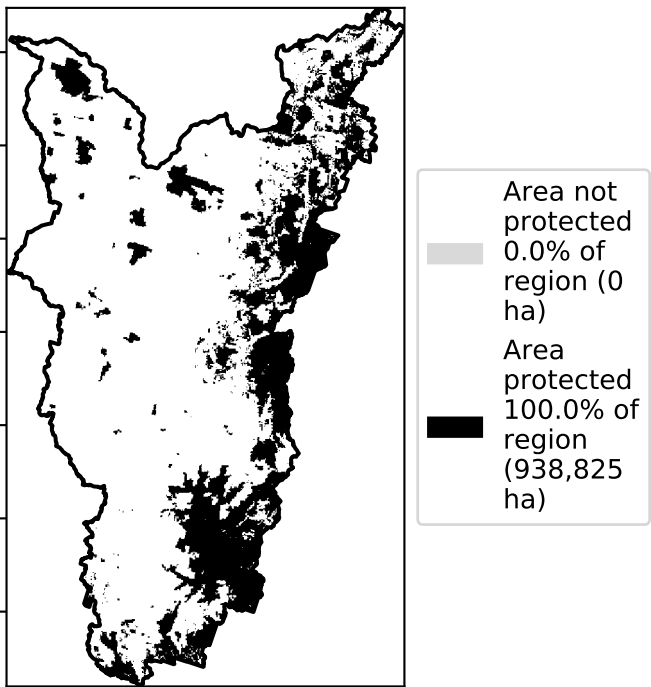 Area not
protected
0.0% of
region (0
ha)
Area
protected
100.0% of
region
(938,825
ha)